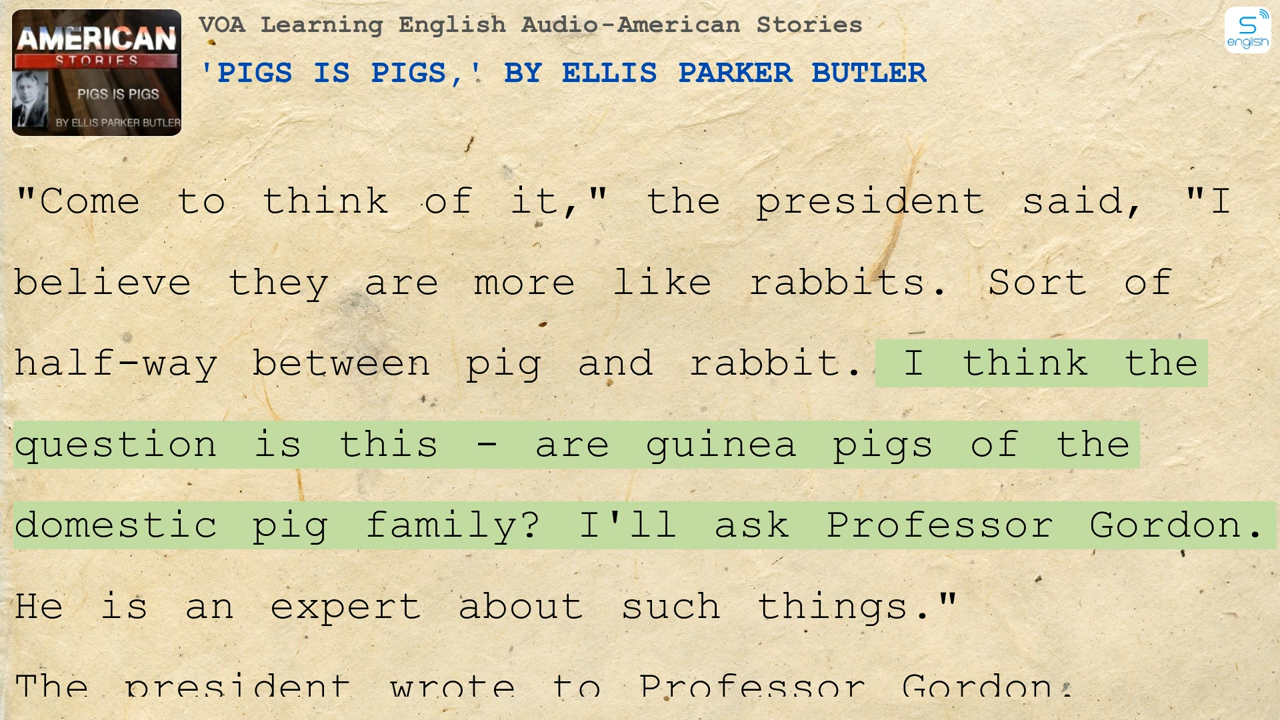 VOA Learning English Audio-American Stories
'PIGS IS PIGS,' BY ELLIS PARKER BUTLER
AMERICAN
STORIES
PIGS IS PIGS
BY ELLIS PARKER BUTLER
S
english
"Come to think of it," the president said, "I
believe they are more like rabbits. Sort of
half-way between pig and rabbit. I think the
question is this - are guinea pigs of the
domestic pig family? I'll ask Professor Gordon.
He is an expert about such things."
The president wrote to Professor Gordon.